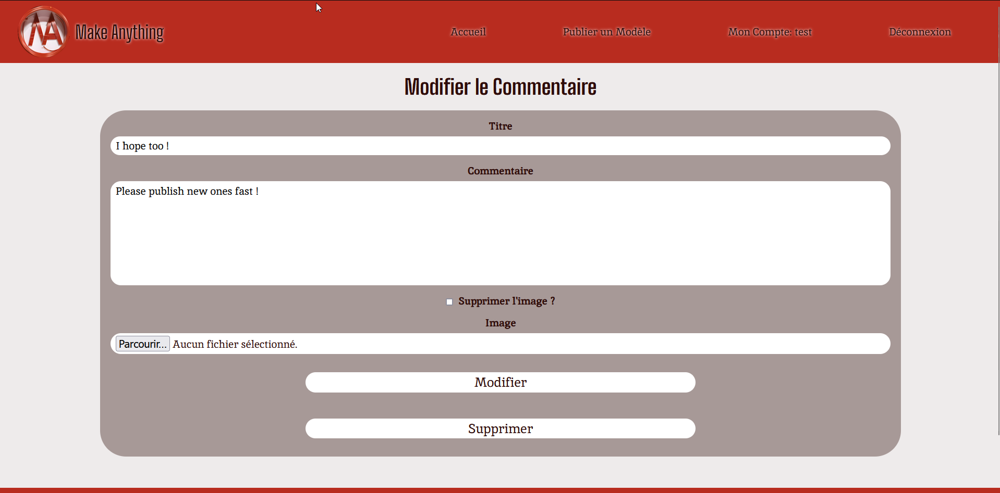 MA Make Anything Accueil Publier un Modèle Mon Compte: test Déconnexion
Modifier le Commentaire
Titre
I hope too !
Commentaire
Please publish new ones fast !
Supprimer l'image ?
Image
Parcourir... Aucun fichier sélectionné.
Modifier
Supprimer